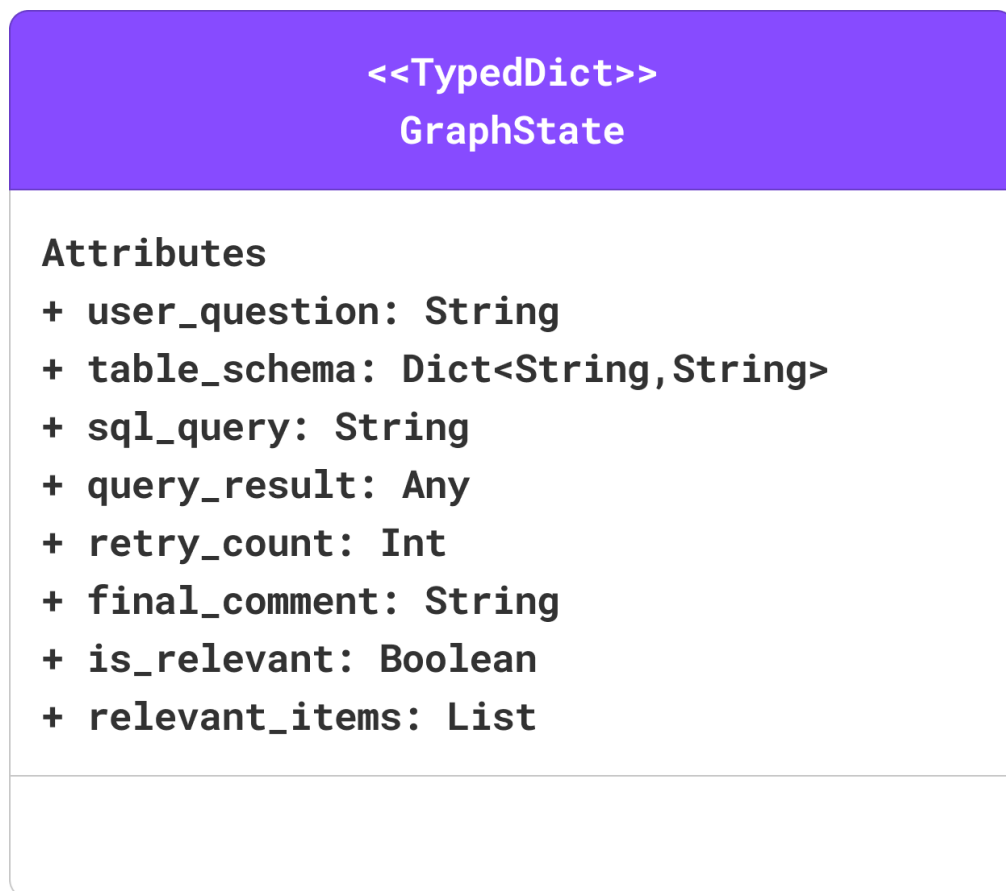 <<TypedDict>>
GraphState
Attributes
+ user_question: String
+ table_schema: Dict<String,String>
+ sql_query: String
+ query_result: Any
+ retry_count: Int
+ final_comment: String
+ is_relevant: Boolean
+ relevant_items: List